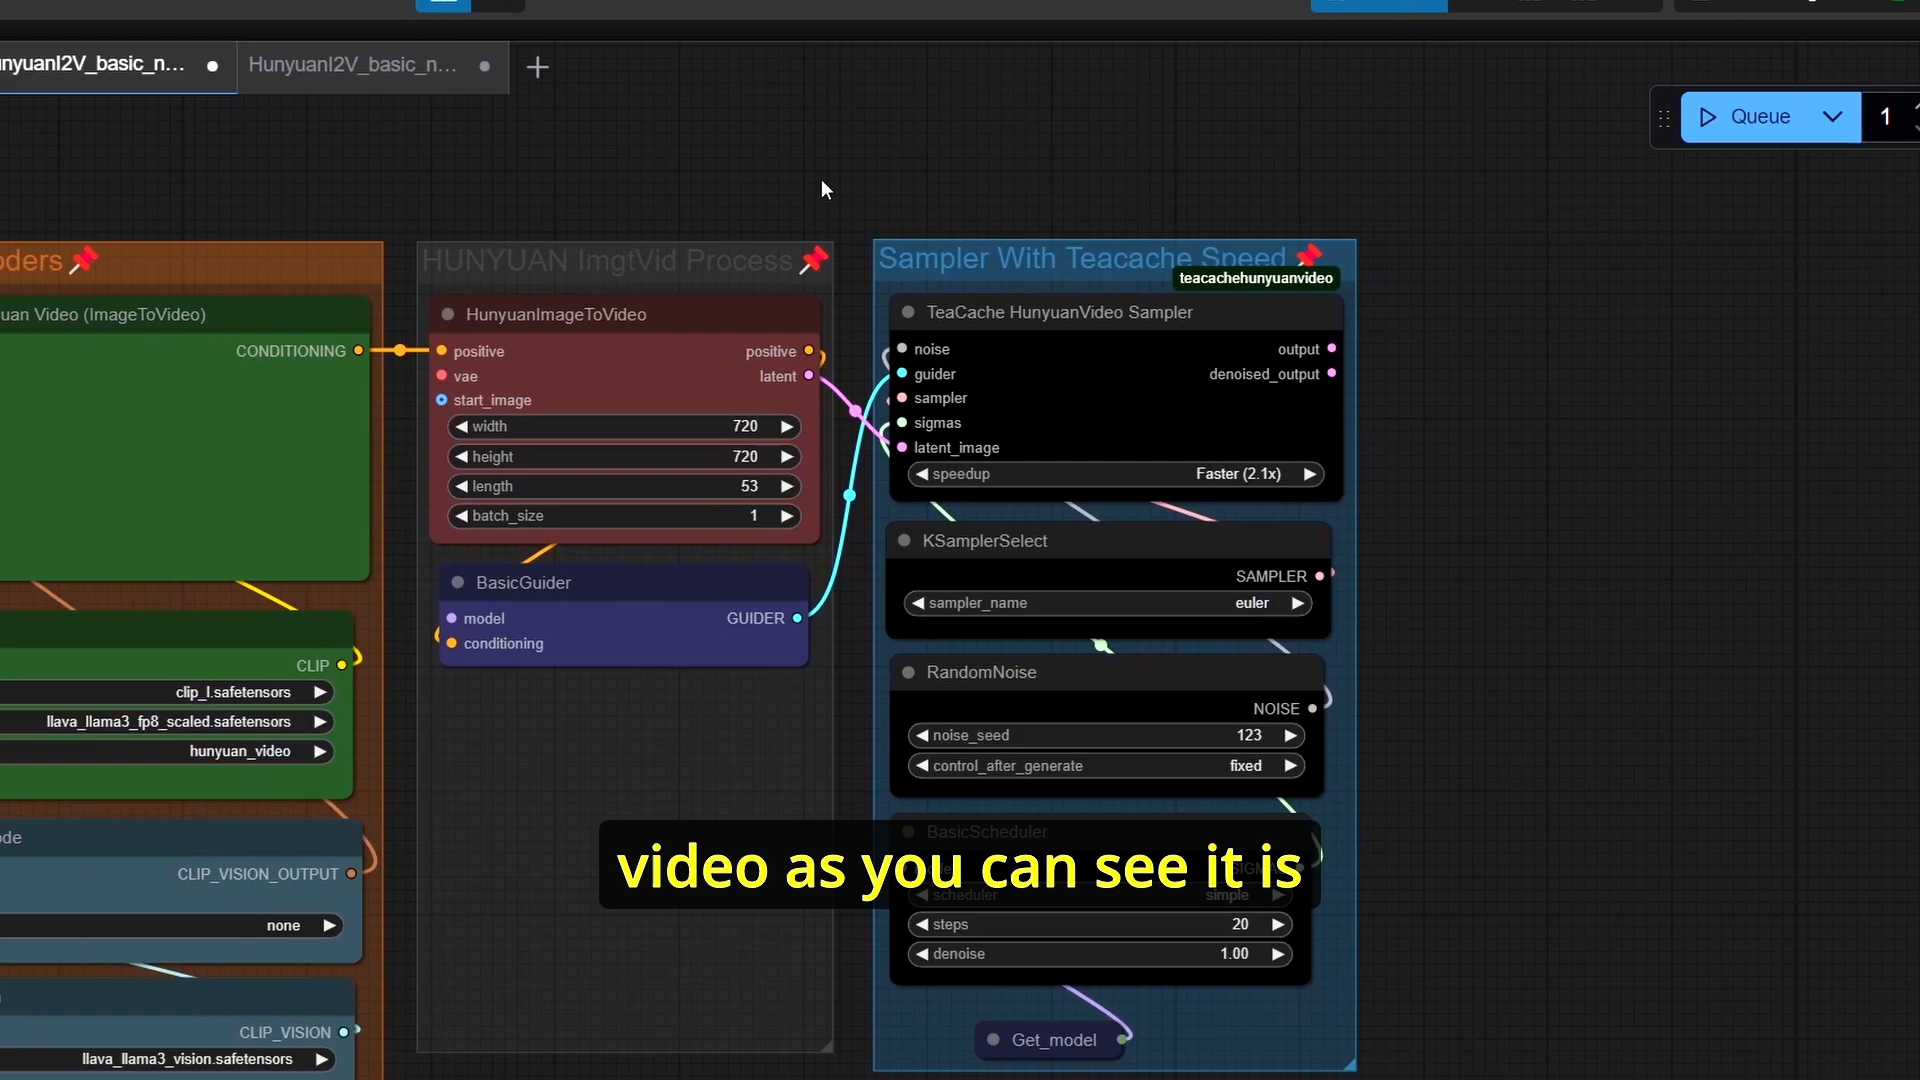 unyuanI2V_basic_n...
HunyuanI2V_basic_n...
Queue
1
oders
uan Video (ImageToVideo)
CONDITIONING
CLIP
clip_l.safetensors
llava_llama3_fp8_scaled.safetensors
hunyuan_video
ode
CLIP_VISION_OUTPUT
none
CLIP_VISION
llava_llama3_vision.safetensors
HUNYUAN ImgtVid Process
HunyuanImageToVideo
positive positive
vae latent
start_image
width 720
height 720
length 53
batch_size 1
BasicGuider
model GUIDER
conditioning
Sampler With Teacache Speed
teacachehunyuanvideo
TeaCache HunyuanVideo Sampler
noise output
guider denoised_output
sampler
sigmas
latent_image
speedup Faster (2.1x)
KSamplerSelect
SAMPLER
sampler_name euler
RandomNoise
NOISE
noise_seed 123
control_after_generate fixed
BasicScheduler
scheduler simple
steps 20
denoise 1.00
Get_model
video as you can see it is